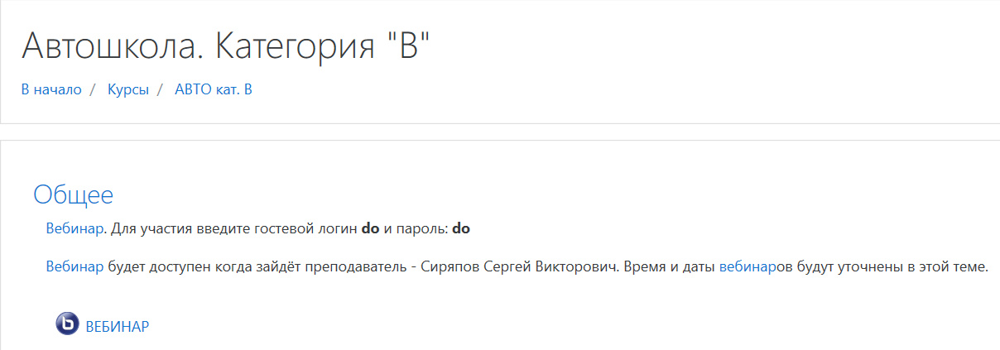 Автошкола. Категория "В"
В начало / Курсы / АВТО кат. В
Общее
Вебинар. Для участия введите гостевой логин do и пароль: do
Вебинар будет доступен когда зайдёт преподаватель - Сиряпов Сергей Викторович. Время и даты вебинаров будут уточнены в этой теме.
b ВЕБИНАР